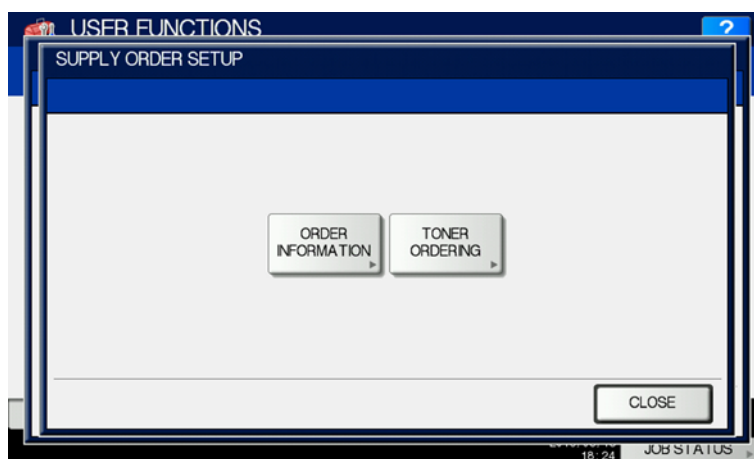 USER FUNCTIONS
?
SUPPLY ORDER SETUP
ORDER
INFORMATION
TONER
ORDERING
CLOSE
18:24
JOB STATUS